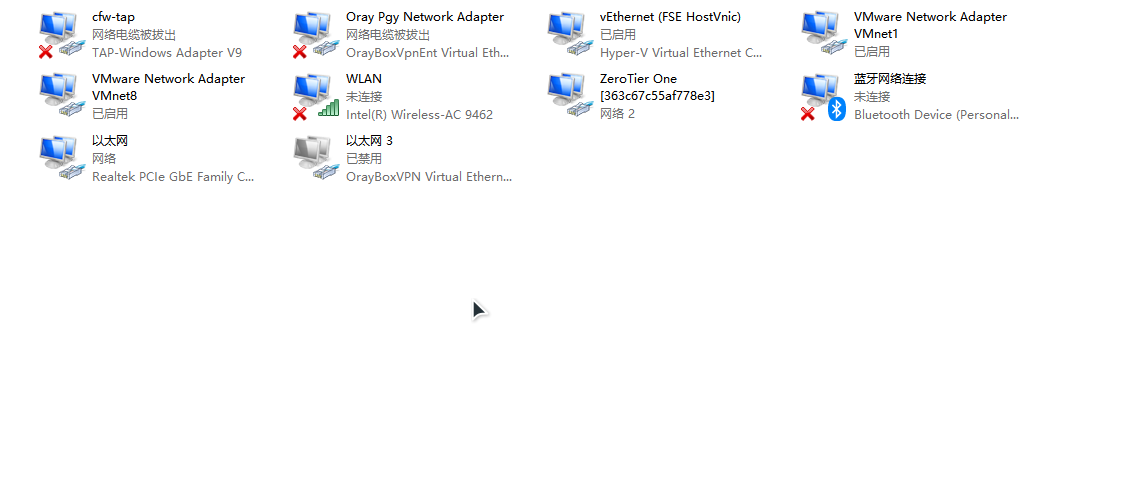 cfw-tap
网络电缆被拔出
TAP-Windows Adapter V9
Oray Pgy Network Adapter
网络电缆被拔出
OrayBoxVpnEnt Virtual Eth...
vEthernet (FSE HostVnic)
已启用
Hyper-V Virtual Ethernet C...
VMware Network Adapter
VMnet1
已启用
VMware Network Adapter
VMnet8
已启用
WLAN
未连接
Intel(R) Wireless-AC 9462
ZeroTier One
[363c67c55af778e3]
网络 2
蓝牙网络连接
未连接
Bluetooth Device (Personal...
以太网
网络
Realtek PCIe GbE Family C...
以太网 3
已禁用
OrayBoxVPN Virtual Ethern...